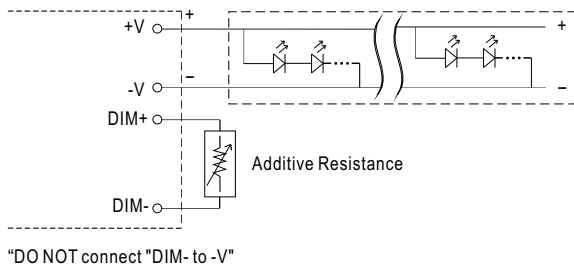 +V
+
-V
−
+
−
DIM+
Additive Resistance
DIM-
“DO NOT connect "DIM- to -V"